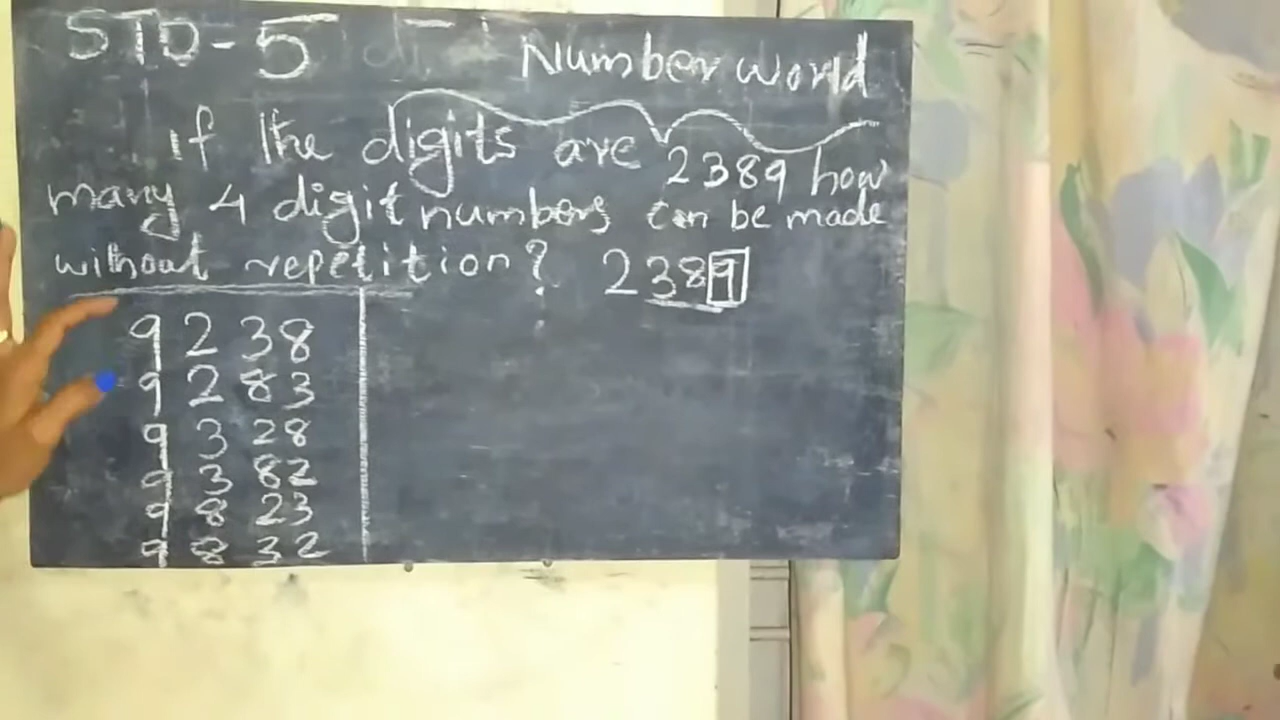 STD-5
Number world
If the digits are 2389 how
many 4 digit numbers can be made
without repetition? 2389
9238
9283
9328
9382
9823
9832